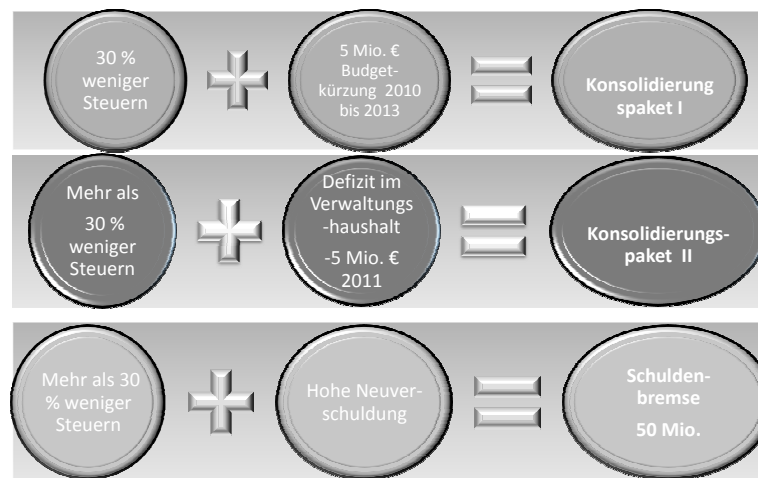 30 %
weniger
Steuern
5 Mio. €
Budget-
kürzung 2010
bis 2013
Konsolidierung
spaket I
Mehr als
30 %
weniger
Steuern
Defizit im
Verwaltungs
-haushalt
-5 Mio. €
2011
Konsolidierungs-
paket II
Mehr als 30
% weniger
Steuern
Hohe Neuver-
schuldung
Schulden-
bremse
50 Mio.